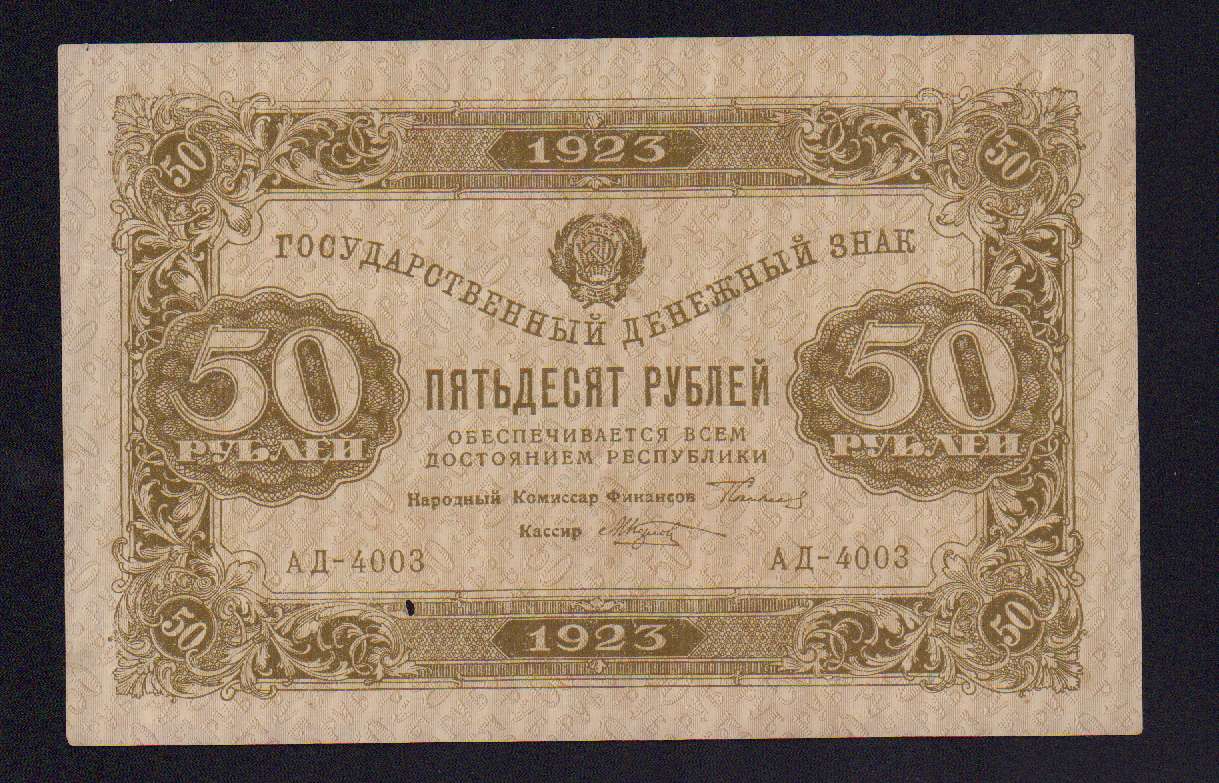 50 1923 50
ГОСУДАРСТВЕННЫЙ ДЕНЕЖНЫЙ ЗНАК
50 РУБЛЕЙ
ПЯТЬДЕСЯТ РУБЛЕЙ
50 РУБЛЕЙ
ОБЕСПЕЧИВАЕТСЯ ВСЕМ
ДОСТОЯНИЕМ РЕСПУБЛИКИ
Народный Комиссар Финансов
Кассир
АД-4003 АД-4003
50 1923 50